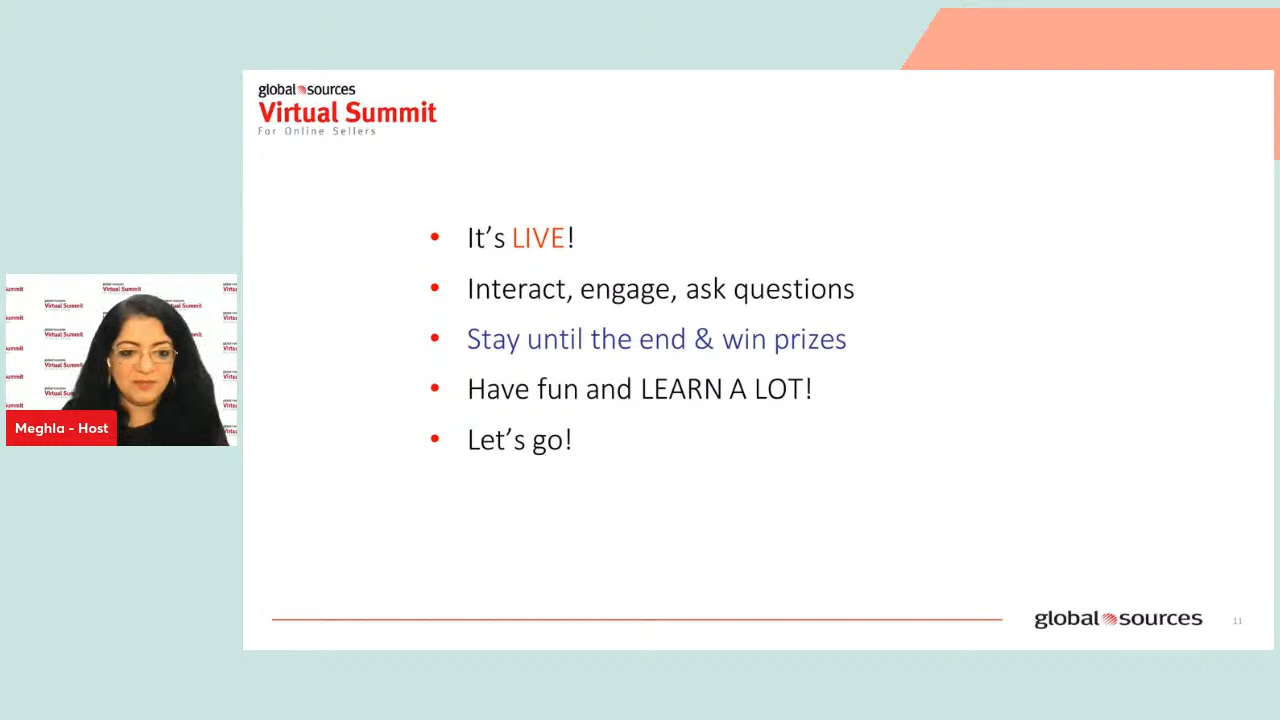 global sources
Virtual Summit
For Online Sellers
• It’s LIVE!
• Interact, engage, ask questions
• Stay until the end & win prizes
• Have fun and LEARN A LOT!
• Let’s go!
Meghla - Host
global sources
11